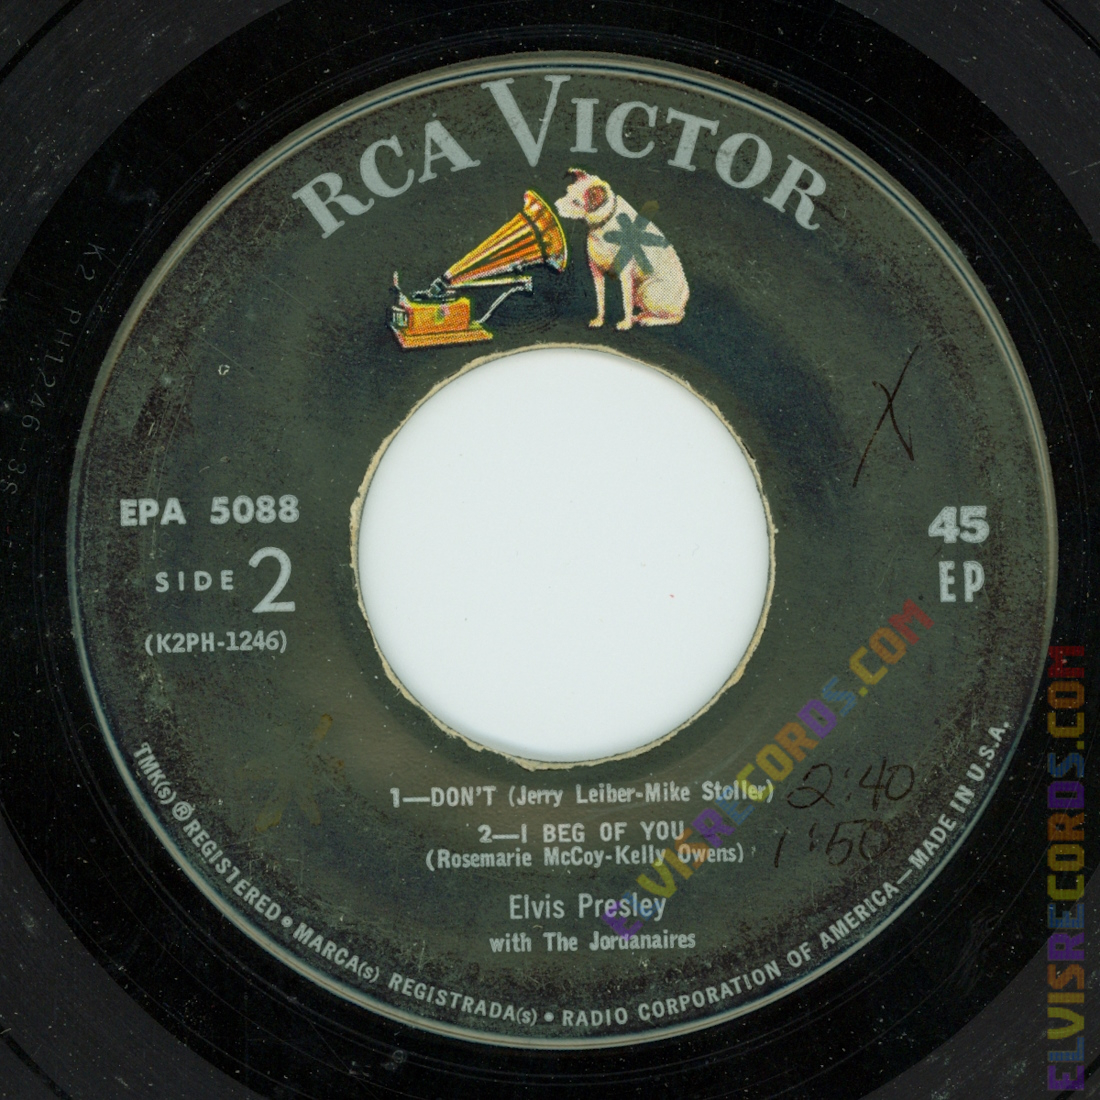 RCA VICTOR
EPA 5088
SIDE 2
(K2PH-1246)
45
EP
X
1—DON'T (Jerry Leiber-Mike Stoller)
2:40
2—I BEG OF YOU
(Rosemarie McCoy-Kelly Owens)
1:50
Elvis Presley
with The Jordanaires
TMK(s) ® REGISTERED • MARCA(s) REGISTRADA(s) • RADIO CORPORATION OF AMERICA—MADE IN U.S.A.
ELVISRECORDS.COM
ELVISRECORDS.COM